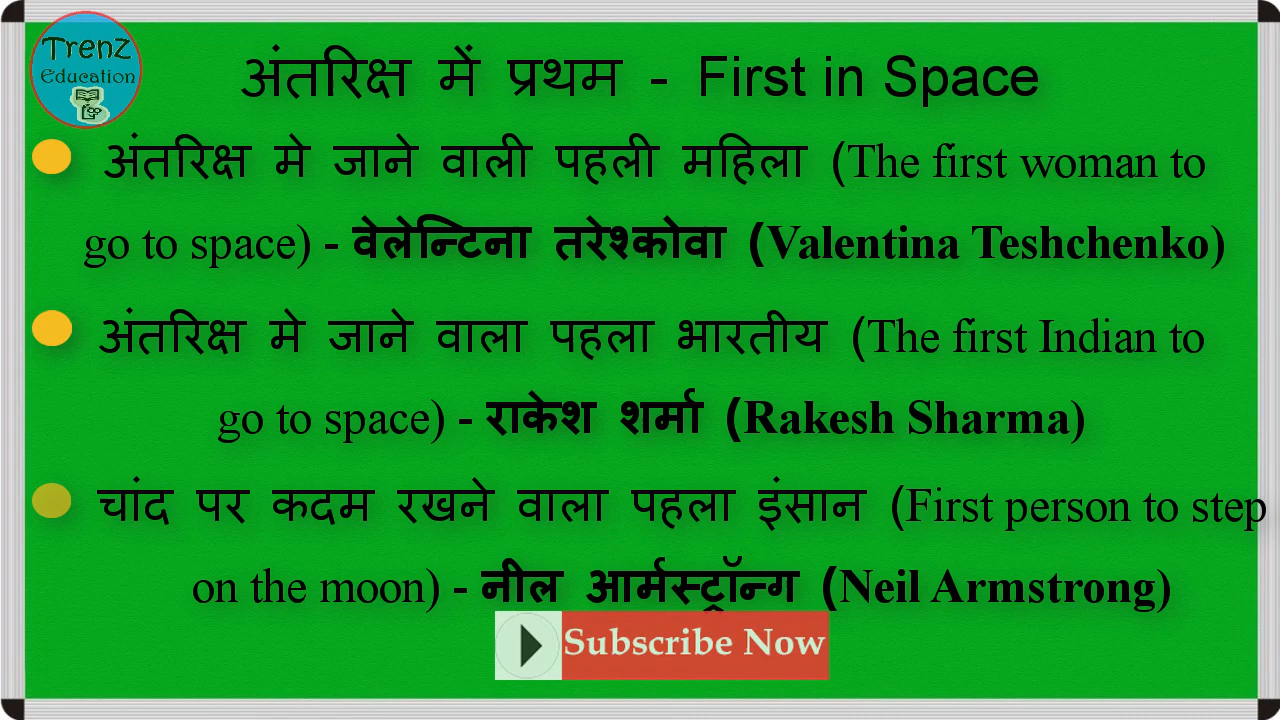 Trenz
Education
अंतरिक्ष में प्रथम - First in Space
अंतरिक्ष मे जाने वाली पहली महिला (The first woman to
go to space) - वेलेन्टिना तरेश्कोवा (Valentina Teshchenko)
अंतरिक्ष मे जाने वाला पहला भारतीय (The first Indian to
go to space) - राकेश शर्मा (Rakesh Sharma)
चांद पर कदम रखने वाला पहला इंसान (First person to step
on the moon) - नील आर्मस्ट्रॉन्ग (Neil Armstrong)
Subscribe Now